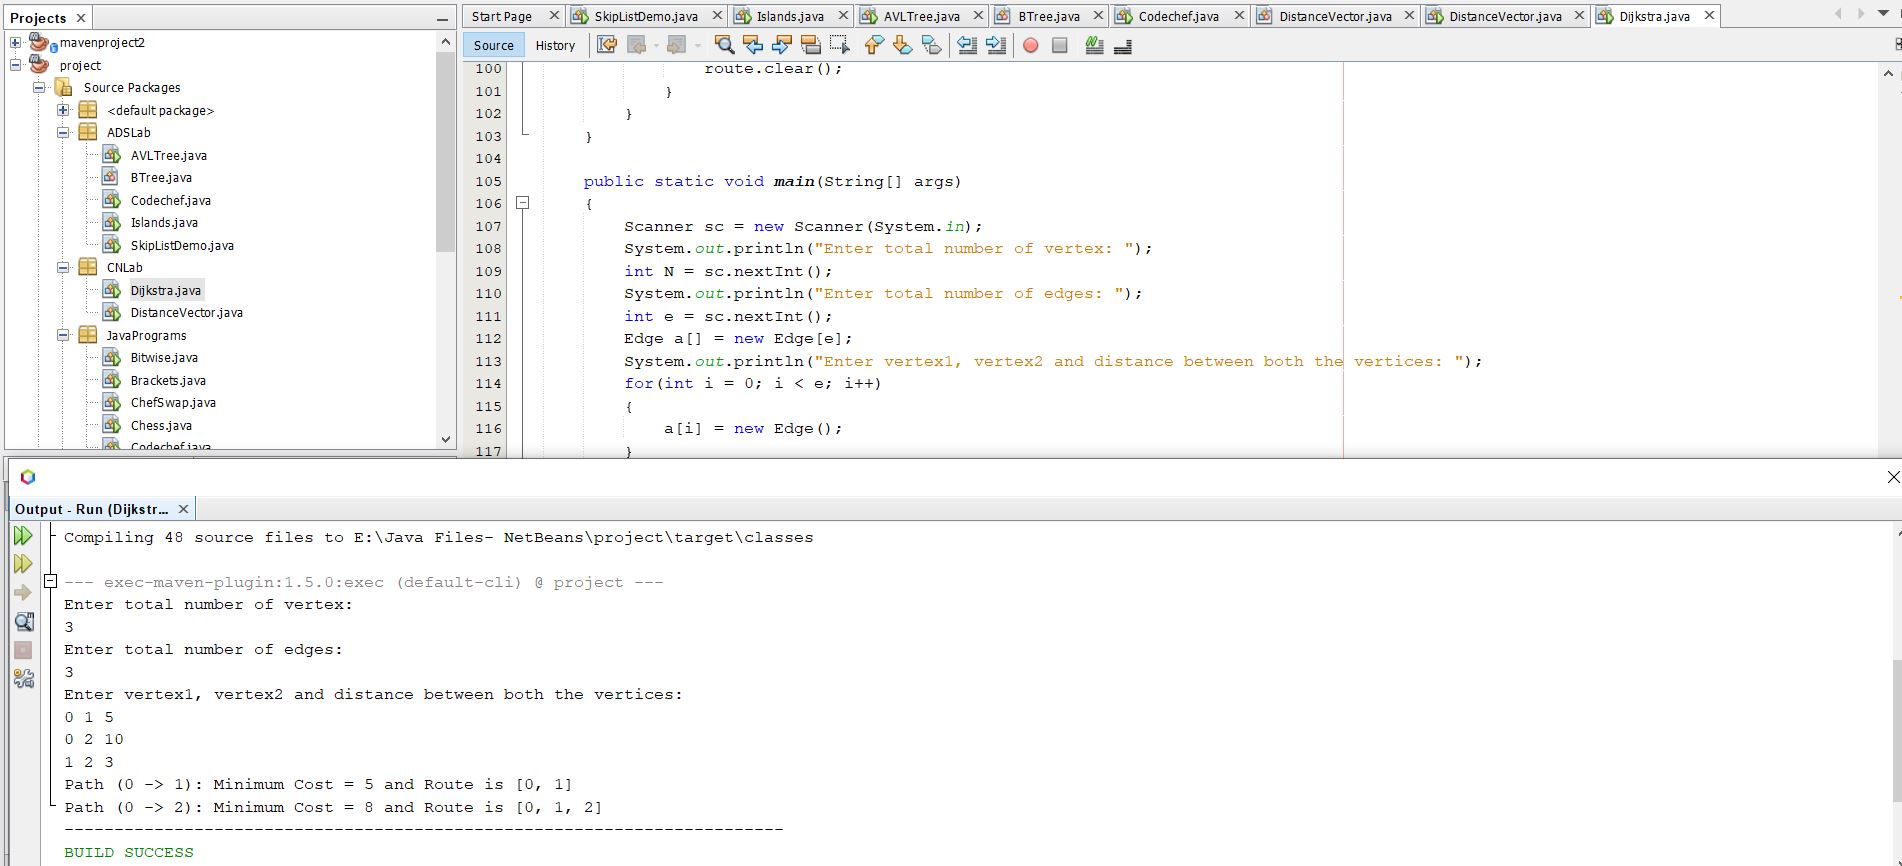 Projects
mavenproject2
project
Source Packages
<default package>
ADSLab
AVLTree.java
BTree.java
Codechef.java
Islands.java
SkipListDemo.java
CNLab
Dijkstra.java
DistanceVector.java
JavaPrograms
Bitwise.java
Brackets.java
ChefSwap.java
Chess.java
Codechef.java
Start Page SkipListDemo.java Islands.java AVLTree.java BTree.java Codechef.java DistanceVector.java DistanceVector.java Dijkstra.java
Source History
100 route.clear();
101 }
102 }
103 }
104
105 public static void main(String[] args)
106 {
107 Scanner sc = new Scanner(System.in);
108 System.out.println("Enter total number of vertex: ");
109 int N = sc.nextInt();
110 System.out.println("Enter total number of edges: ");
111 int e = sc.nextInt();
112 Edge a[] = new Edge[e];
113 System.out.println("Enter vertex1, vertex2 and distance between both the vertices: ");
114 for(int i = 0; i < e; i++)
115 {
116 a[i] = new Edge();
117 }
Output - Run (Dijkstr...
Compiling 48 source files to E:\Java Files- NetBeans\project\target\classes
--- exec-maven-plugin:1.5.0:exec (default-cli) @ project ---
Enter total number of vertex:
3
Enter total number of edges:
3
Enter vertex1, vertex2 and distance between both the vertices:
0 1 5
0 2 10
1 2 3
Path (0 -> 1): Minimum Cost = 5 and Route is [0, 1]
Path (0 -> 2): Minimum Cost = 8 and Route is [0, 1, 2]
------------------------------------------------------------------------
BUILD SUCCESS